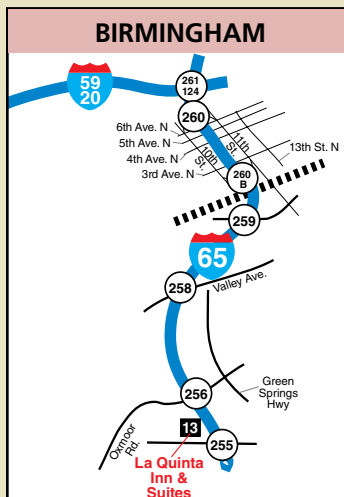 BIRMINGHAM
59
20
261
124
260
6th Ave. N
5th Ave. N
4th Ave. N
3rd Ave. N
10th
St.
11th
St.
13th St. N
260
B
259
65
258
Valley Ave.
Green
Springs
Hwy
256
Oxmoor
Rd.
13
255
La Quinta
Inn &
Suites